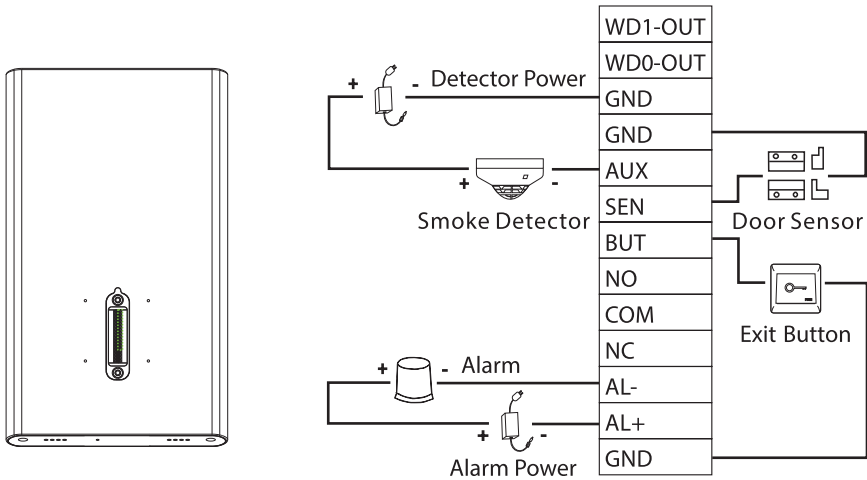 WD1-OUT
WD0-OUT
+ - Detector Power
GND
GND
AUX
+ -
SEN
Smoke Detector
Door Sensor
BUT
NO
COM
Exit Button
NC
+ - Alarm
AL-
AL+
+ -
GND
Alarm Power